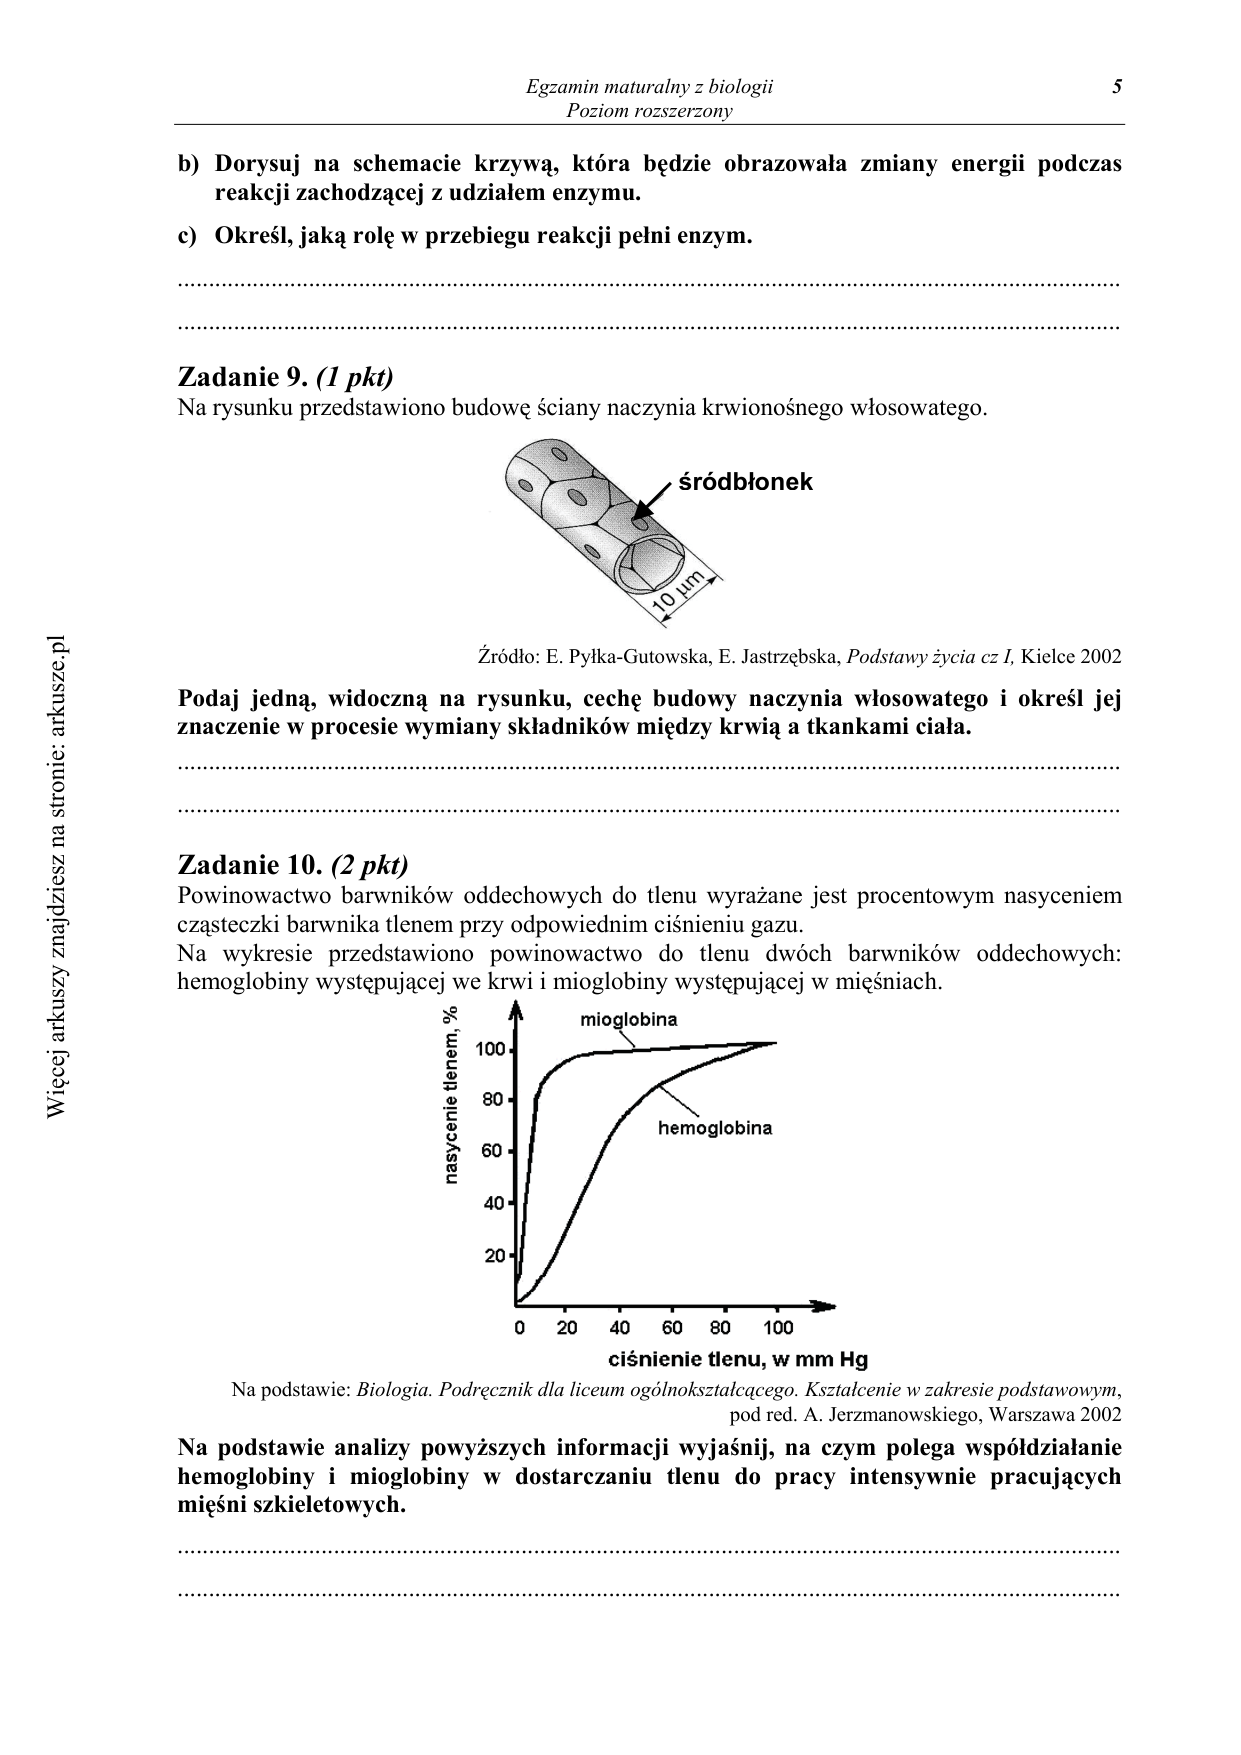 Egzamin maturalny z biologii 5
Poziom rozszerzony
b) Dorysuj na schemacie krzywą, która będzie obrazowała zmiany energii podczas
reakcji zachodzącej z udziałem enzymu.
c) Określ, jaką rolę w przebiegu reakcji pełni enzym.
................................................................................
................................................................................
Zadanie 9. (1 pkt)
Na rysunku przedstawiono budowę ściany naczynia krwionośnego włosowatego.
śródbłonek
10 µm
Źródło: E. Pyłka-Gutowska, E. Jastrzębska, Podstawy życia cz I, Kielce 2002
Podaj jedną, widoczną na rysunku, cechę budowy naczynia włosowatego i określ jej
znaczenie w procesie wymiany składników między krwią a tkankami ciała.
................................................................................
................................................................................
Zadanie 10. (2 pkt)
Powinowactwo barwników oddechowych do tlenu wyrażane jest procentowym nasyceniem
cząsteczki barwnika tlenem przy odpowiednim ciśnieniu gazu.
Na wykresie przedstawiono powinowactwo do tlenu dwóch barwników oddechowych:
hemoglobiny występującej we krwi i mioglobiny występującej w mięśniach.
nasycenie tlenem, %
mioglobina
100
80
hemoglobina
60
40
20
0 20 40 60 80 100
ciśnienie tlenu, w mm Hg
Na podstawie: Biologia. Podręcznik dla liceum ogólnokształcącego. Kształcenie w zakresie podstawowym,
pod red. A. Jerzmanowskiego, Warszawa 2002
Na podstawie analizy powyższych informacji wyjaśnij, na czym polega współdziałanie
hemoglobiny i mioglobiny w dostarczaniu tlenu do pracy intensywnie pracujących
mięśni szkieletowych.
................................................................................
................................................................................
Więcej arkuszy znajdziesz na stronie: arkusze.pl